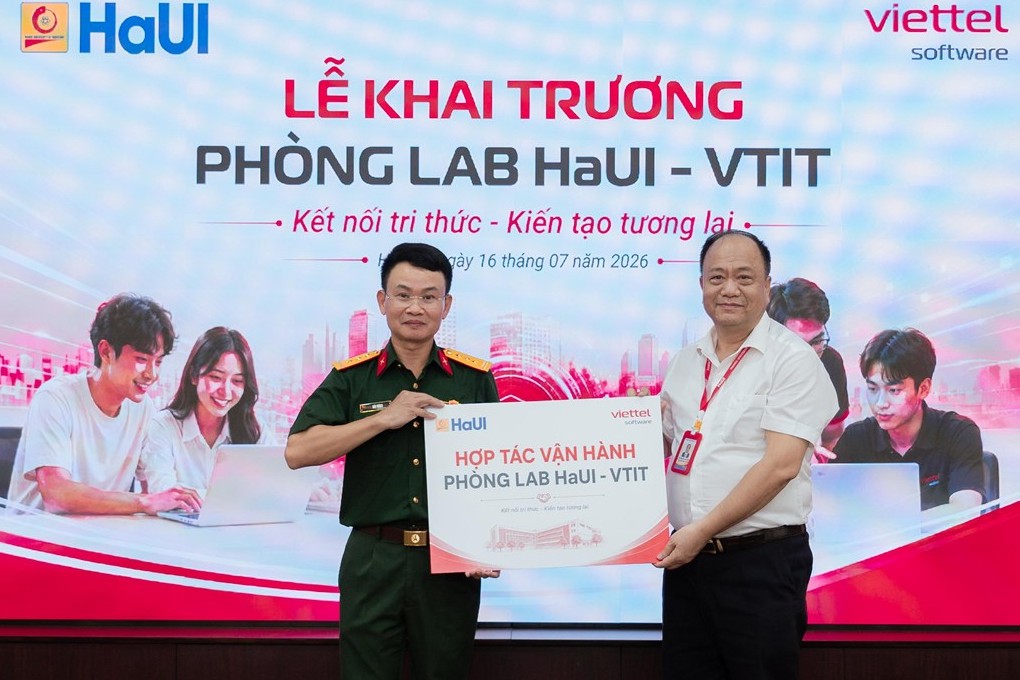 HaUI
viettel
software
LỄ KHAI TRƯƠNG
PHÒNG LAB HaUI - VTIT
Kết nối tri thức - Kiến tạo tương lai
16 tháng 07 năm 2026
HaUI
viettel
software
HỢP TÁC VẬN HÀNH
PHÒNG LAB HaUI - VTIT
Kết nối tri thức - Kiến tạo tương lai